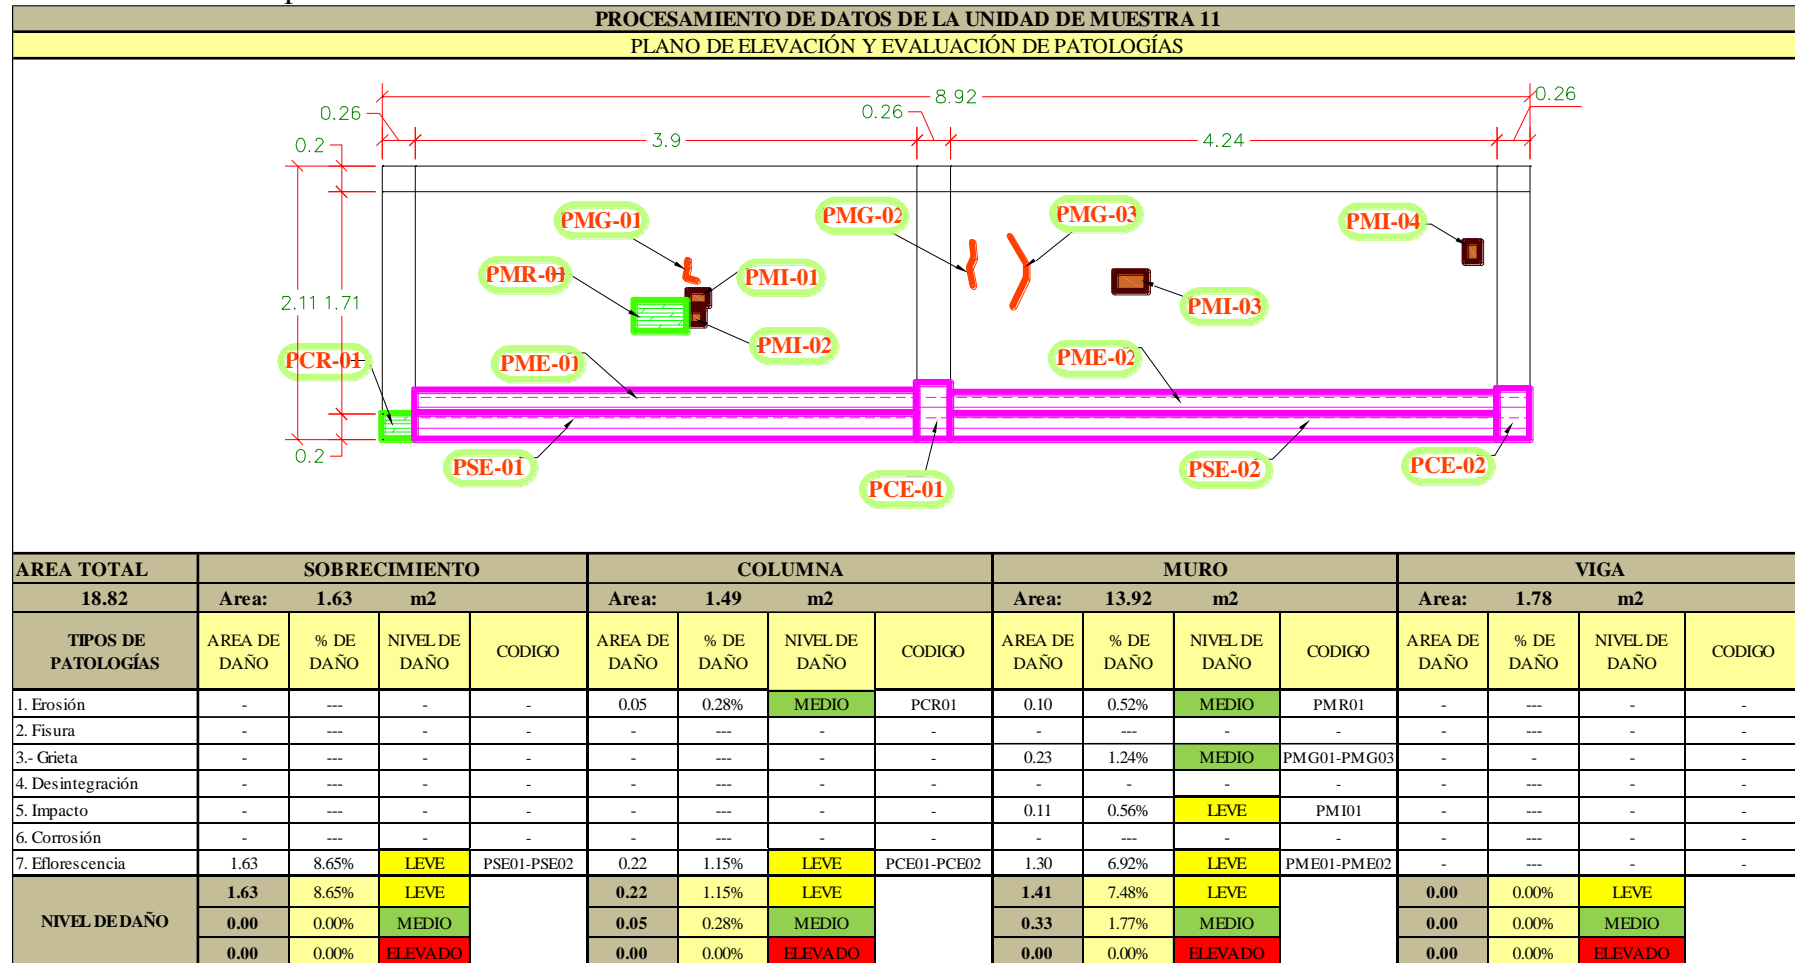 PROCESAMIENTO DE DATOS DE LA UNIDAD DE MUESTRA 11
PLANO DE ELEVACIÓN Y EVALUACIÓN DE PATOLOGÍAS
8.92
0.26
0.26
0.26
0.2
3.9
4.24
PMG-01
PMG-02
PMG-03
PMI-04
PMR-01
PMI-01
2.11
1.71
PMI-03
PMI-02
PCR-01
PME-01
PME-02
0.2
PSE-01
PSE-02
PCE-02
PCE-01
AREA TOTAL SOBRECIMIENTO COLUMNA MURO VIGA
18.82 Area: 1.63 m2 Area: 1.49 m2 Area: 13.92 m2 Area: 1.78 m2
TIPOS DE PATOLOGÍAS AREA DE DAÑO % DE DAÑO NIVEL DE DAÑO CODIGO AREA DE DAÑO % DE DAÑO NIVEL DE DAÑO CODIGO AREA DE DAÑO % DE DAÑO NIVEL DE DAÑO CODIGO AREA DE DAÑO % DE DAÑO NIVEL DE DAÑO CODIGO
1. Erosión - --- - - 0.05 0.28% MEDIO PCR01 0.10 0.52% MEDIO PMR01 - --- - -
2. Fisura - --- - - - --- - - - --- - - - --- - -
3.- Grieta - --- - - - --- - - 0.23 1.24% MEDIO PMG01-PMG03 - - - -
4. Desintegración - --- - - - --- - - - - - - - --- - -
5. Impacto - --- - - - --- - - 0.11 0.56% LEVE PMI01 - --- - -
6. Corrosión - --- - - - --- - - - --- - - - --- - -
7. Eflorescencia 1.63 8.65% LEVE PSE01-PSE02 0.22 1.15% LEVE PCE01-PCE02 1.30 6.92% LEVE PME01-PME02 - --- - -
NIVEL DE DAÑO 1.63 8.65% LEVE 0.22 1.15% LEVE 1.41 7.48% LEVE 0.00 0.00% LEVE
0.00 0.00% MEDIO 0.05 0.28% MEDIO 0.33 1.77% MEDIO 0.00 0.00% MEDIO
0.00 0.00% ELEVADO 0.00 0.00% ELEVADO 0.00 0.00% ELEVADO 0.00 0.00% ELEVADO